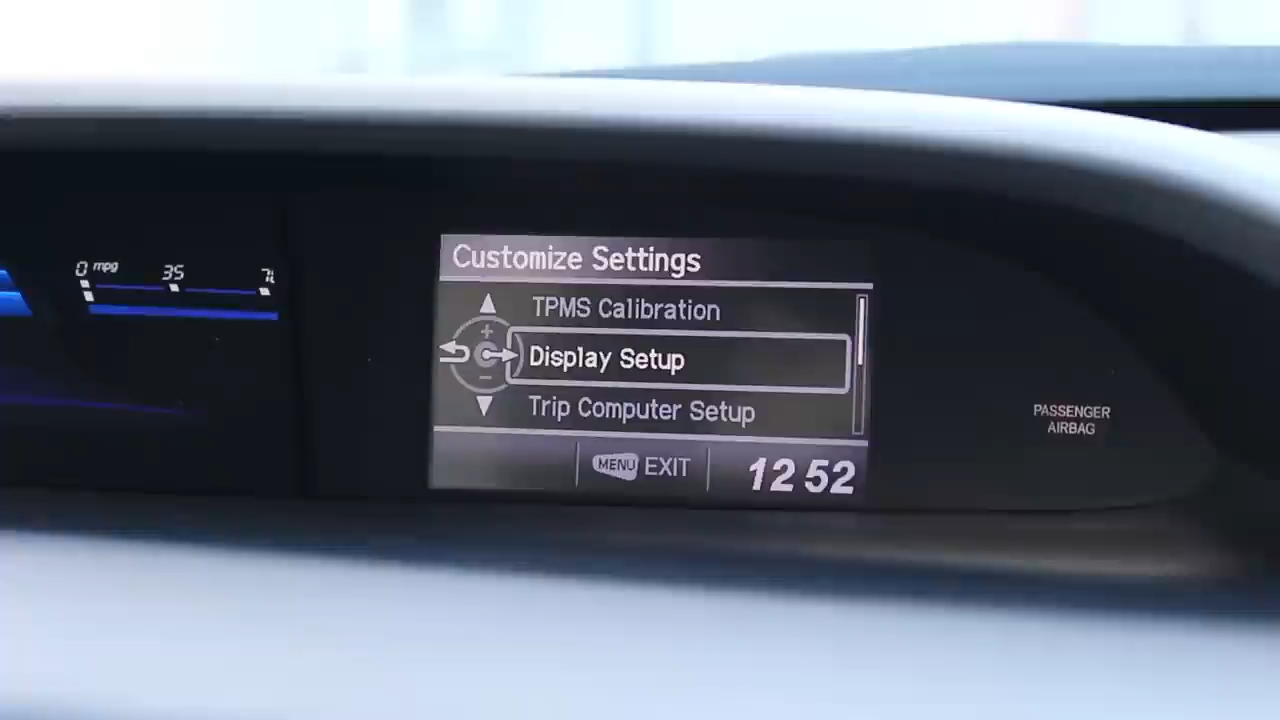 0 mpg 35
Customize Settings
TPMS Calibration
+
Display Setup
-
Trip Computer Setup
MENU EXIT
12 52
PASSENGER
AIRBAG